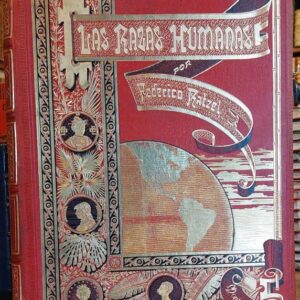 Las Razas Humanas
POR
Federico Ratzel